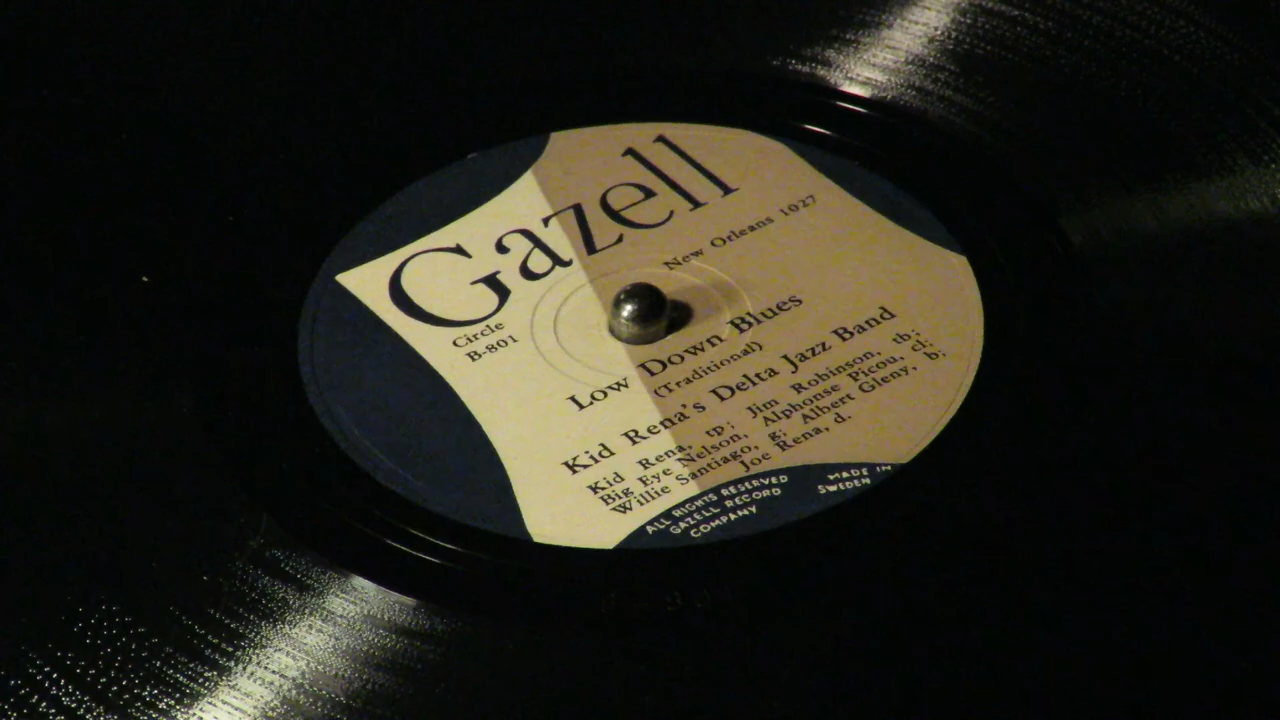 Gazell
New Orleans 1027
Circle
B-801
Low Down Blues
(Traditional)
Kid Rena's Delta Jazz Band
Kid Rena, tp; Jim Robinson, tb;
Big Eye Nelson, Alphonse Picou, cl;
Willie Santiago, g; Albert Gleny, b;
Joe Rena, d.
ALL RIGHTS RESERVED
GAZELL RECORD
COMPANY
MADE IN
SWEDEN